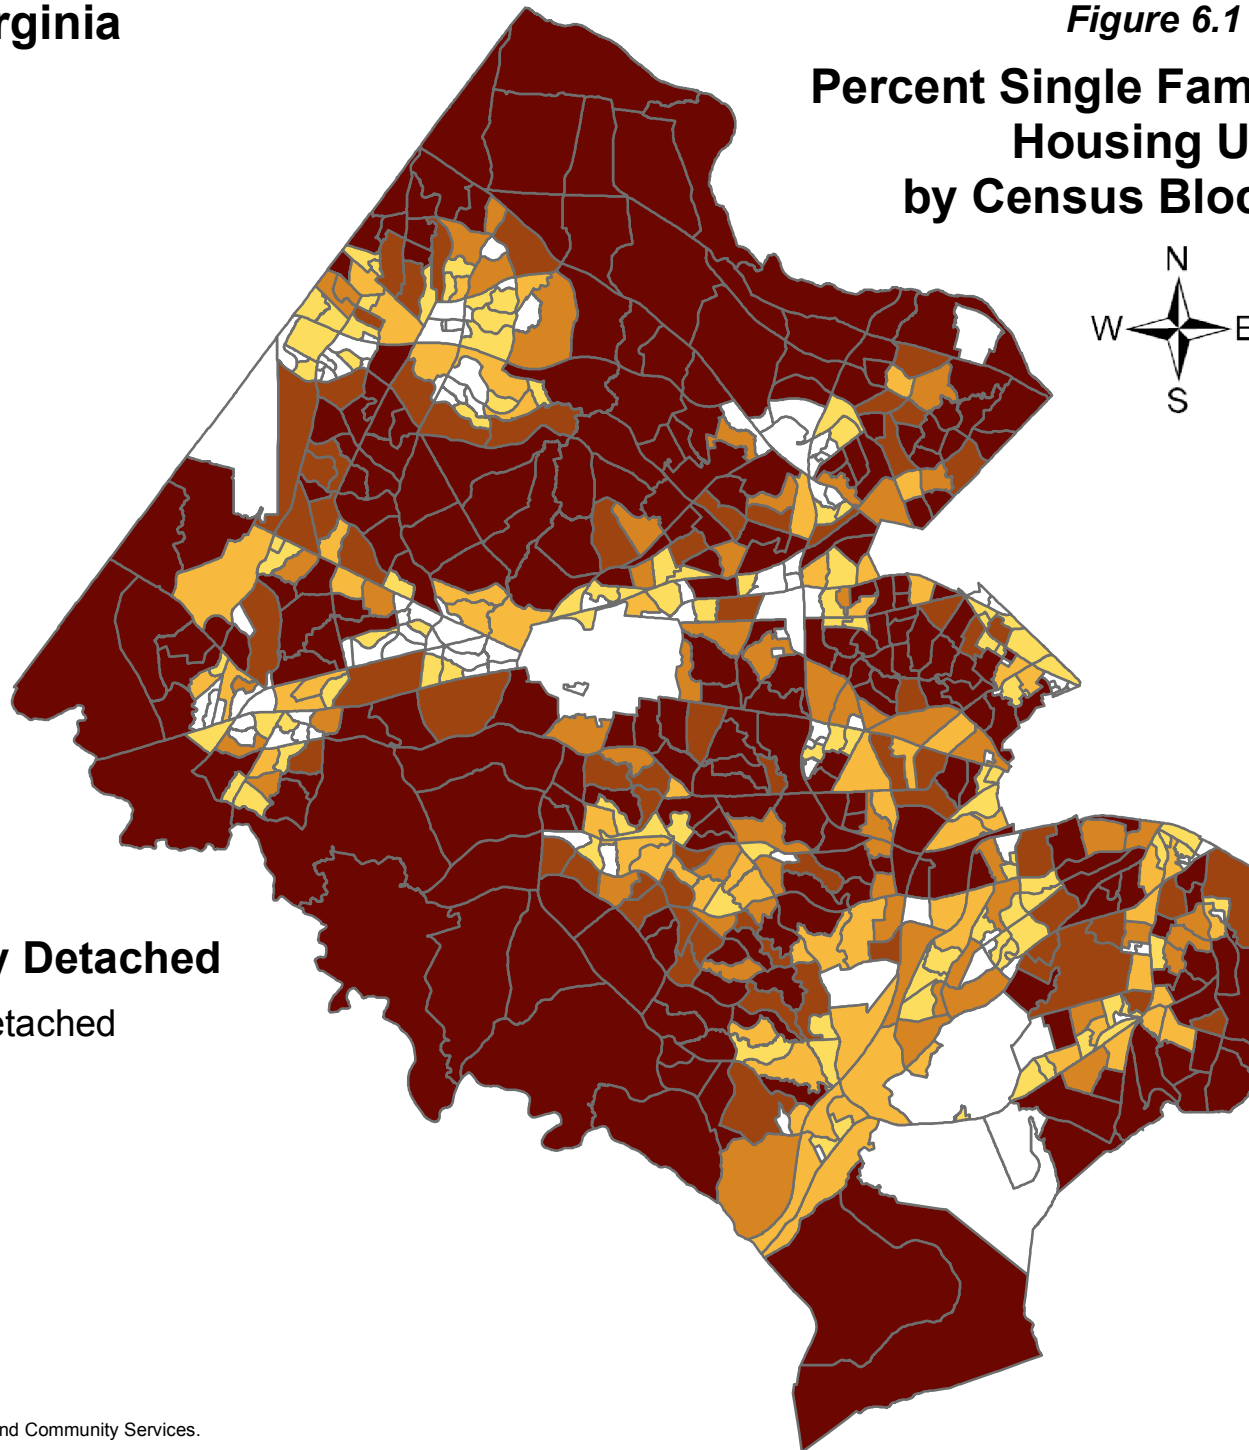 rginia
Figure 6.1
Percent Single Fam
Housing U
by Census Bloc
N
W
E
S
y Detached
etached
nd Community Services.